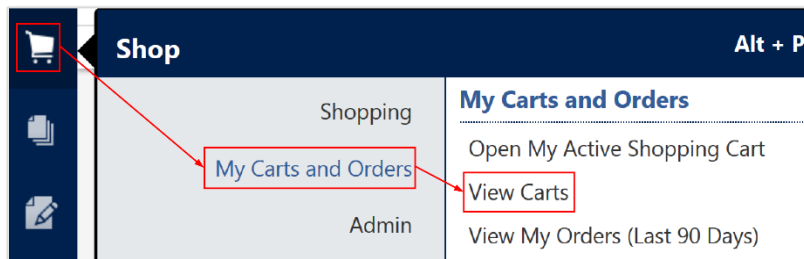 Shop
Alt + P
Shopping
My Carts and Orders
Admin
My Carts and Orders
Open My Active Shopping Cart
View Carts
View My Orders (Last 90 Days)